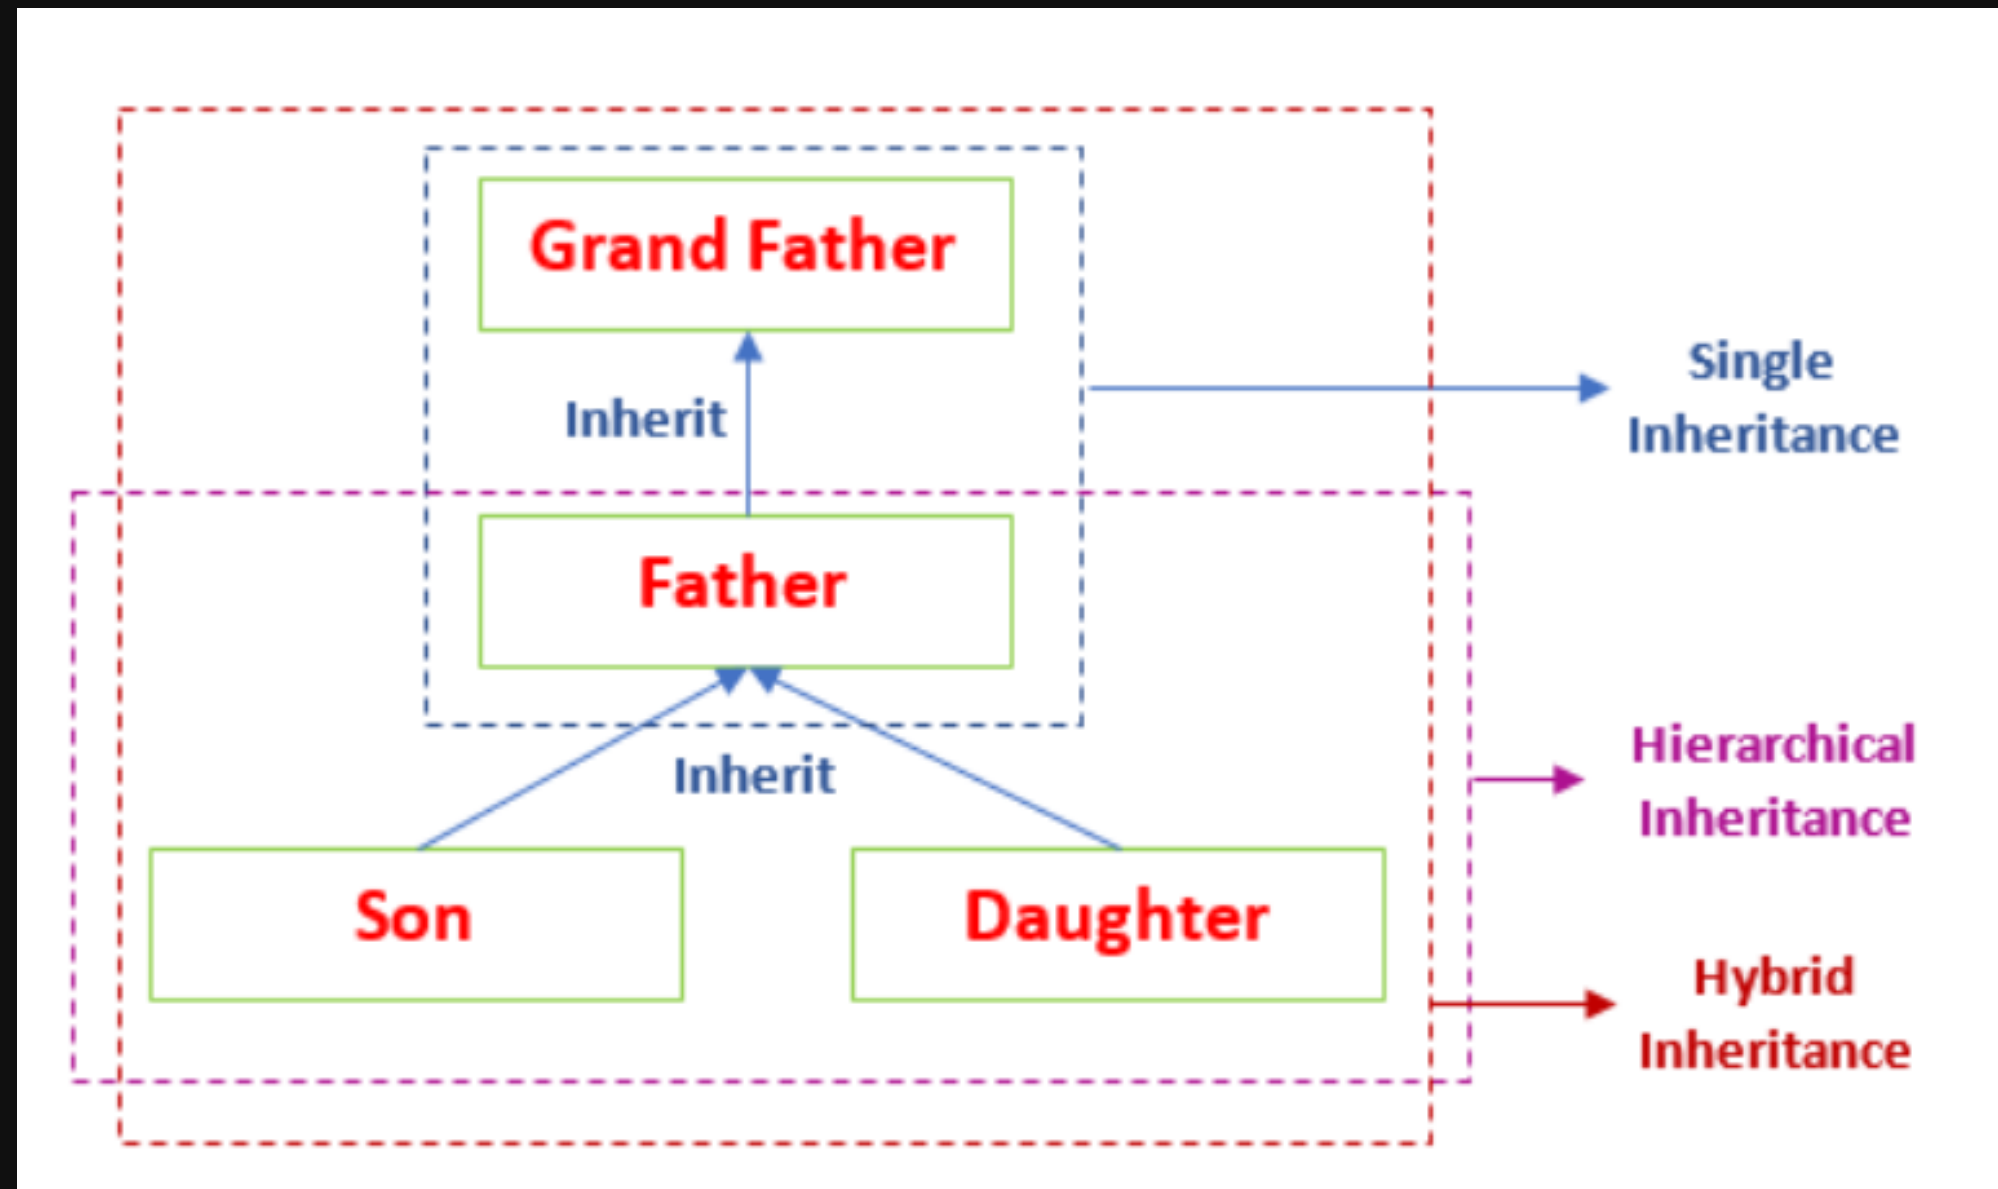 Grand Father
Inherit
Single
Inheritance
Father
Inherit
Hierarchical
Inheritance
Son
Daughter
Hybrid
Inheritance